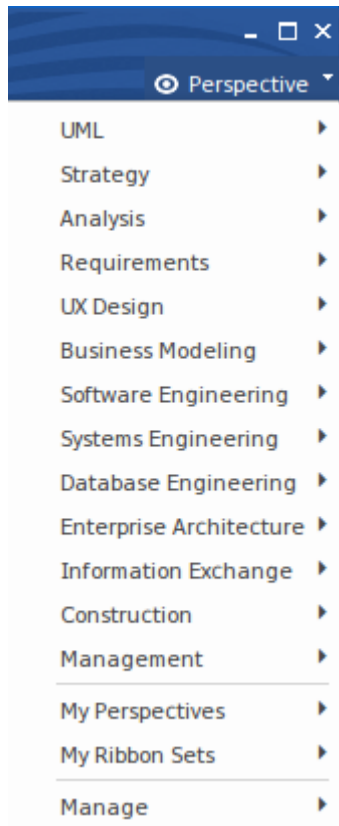 Perspective
UML
Strategy
Analysis
Requirements
UX Design
Business Modeling
Software Engineering
Systems Engineering
Database Engineering
Enterprise Architecture
Information Exchange
Construction
Management
My Perspectives
My Ribbon Sets
Manage